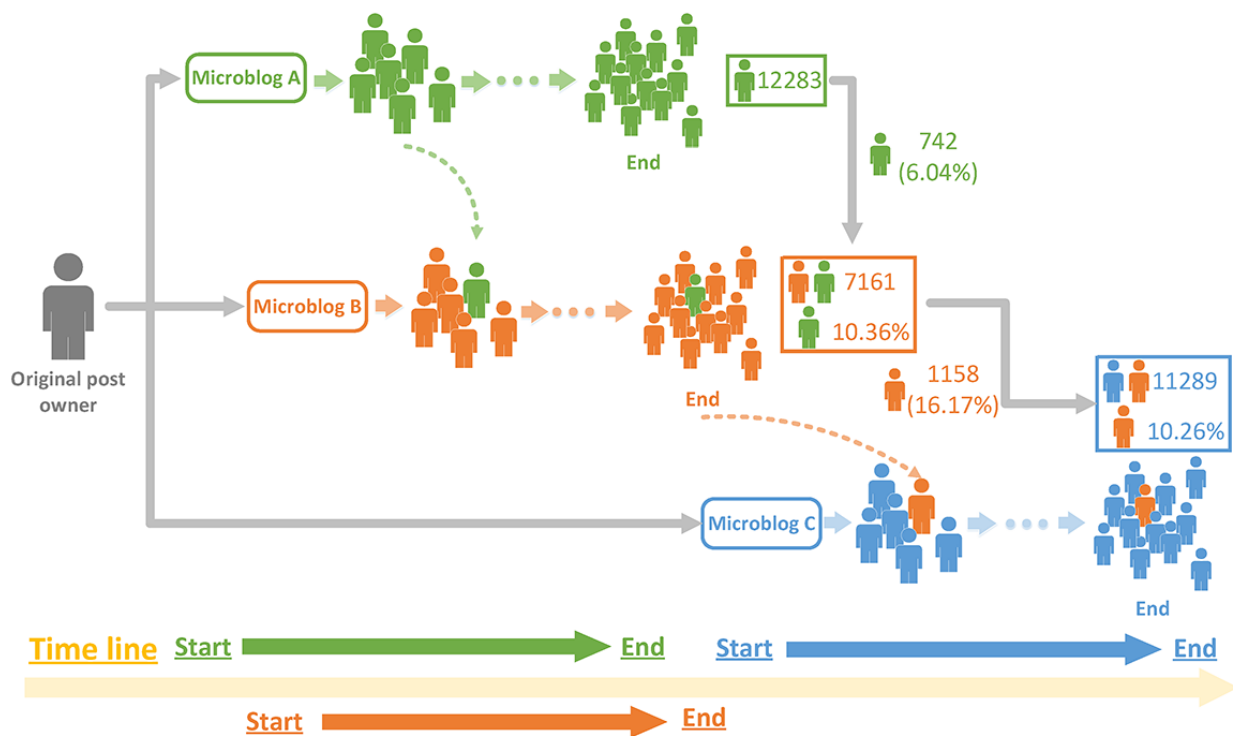 Microblog A
12283
End
742
(6.04%)
Microblog B
7161
10.36%
End
Original post
owner
1158
(16.17%)
11289
10.26%
Microblog C
End
Time line
Start
End
Start
End
Start
End